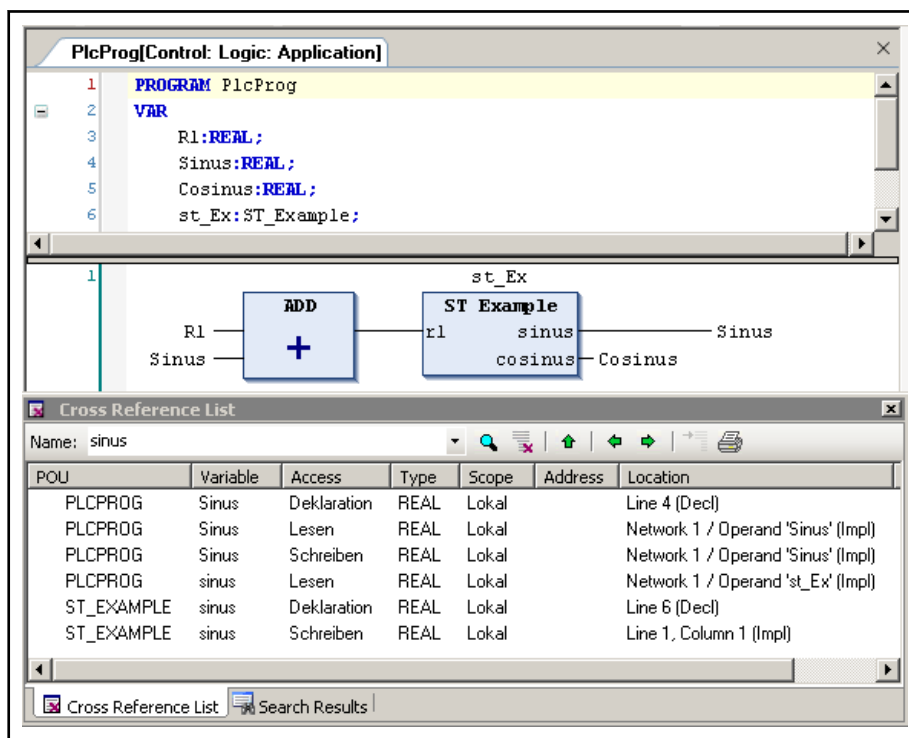 PlcProg[Control: Logic: Application]
1 PROGRAM PlcProg
2 VAR
3 R1:REAL;
4 Sinus:REAL;
5 Cosinus:REAL;
6 st_Ex:ST_Example;
1 st_Ex
ADD ST Example
R1 + r1 sinus Sinus
Sinus cosinus Cosinus
Cross Reference List
Name: sinus
POU Variable Access Type Scope Address Location
PLCPROG Sinus Deklaration REAL Lokal Line 4 (Decl)
PLCPROG Sinus Lesen REAL Lokal Network 1 / Operand 'Sinus' (Impl)
PLCPROG Sinus Schreiben REAL Lokal Network 1 / Operand 'Sinus' (Impl)
PLCPROG sinus Lesen REAL Lokal Network 1 / Operand 'st_Ex' (Impl)
ST_EXAMPLE sinus Deklaration REAL Lokal Line 6 (Decl)
ST_EXAMPLE sinus Schreiben REAL Lokal Line 1, Column 1 (Impl)
Cross Reference List Search Results